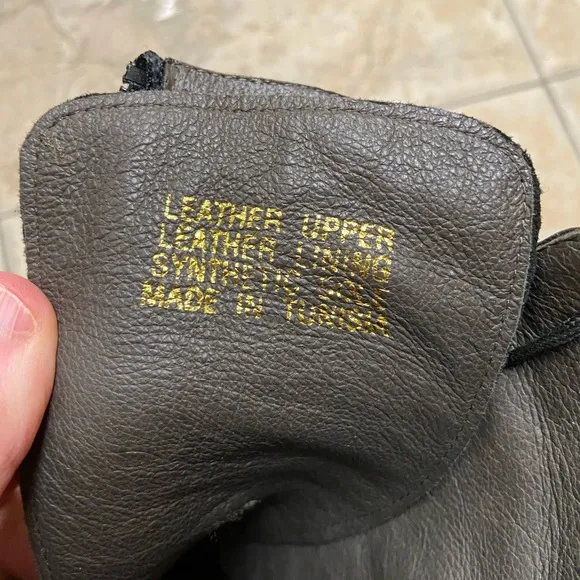 LEATHER UPPER
LEATHER LINING
SYNTHETIC SOLE
MADE IN TUNISIA